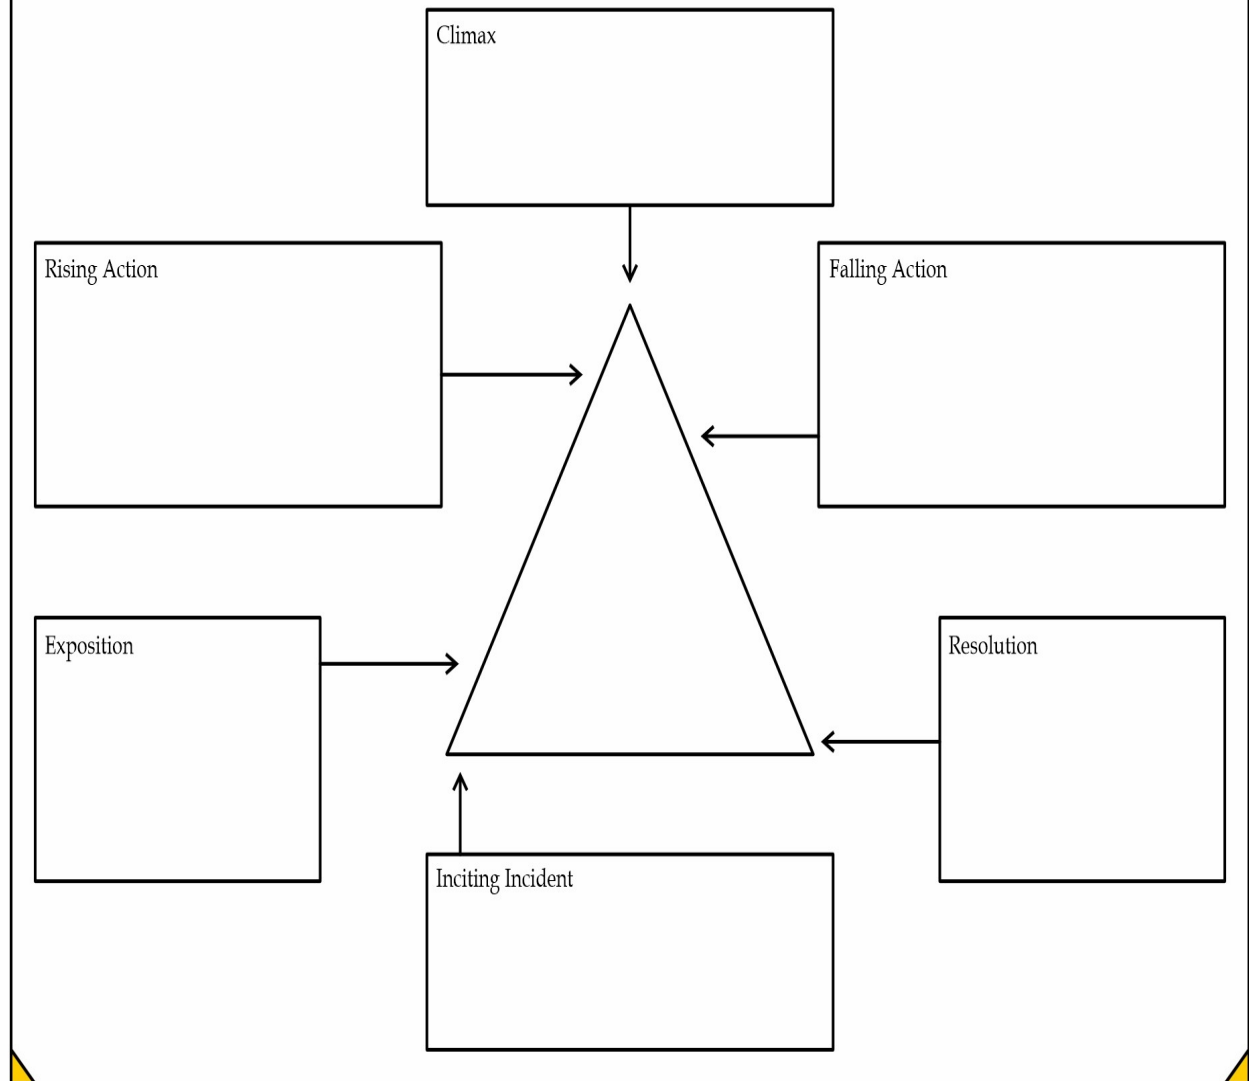 Climax
Rising Action
Falling Action
Exposition
Resolution
Inciting Incident